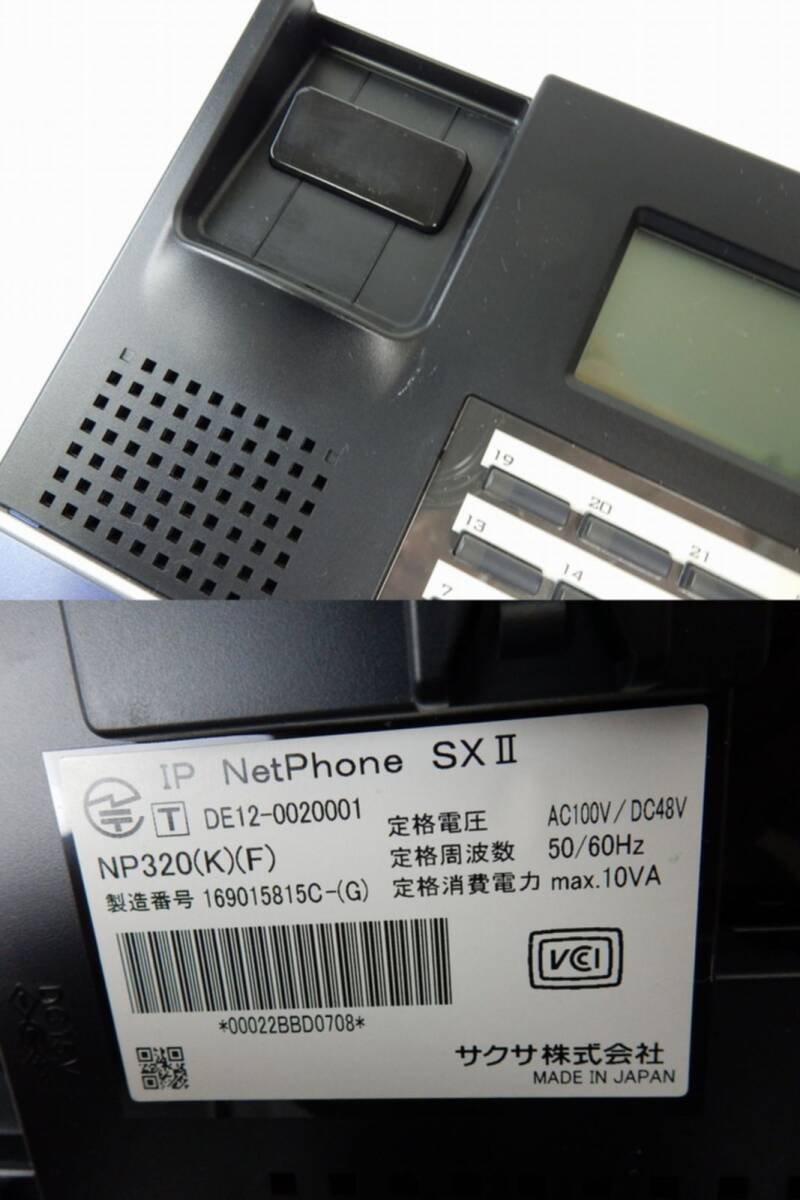 19
20
21
13
14
7
IP NetPhone SXⅡ
T DE12-0020001
NP320(K)(F)
製造番号 169015815C-(G)
定格電圧 AC100V/DC48V
定格周波数 50/60Hz
定格消費電力 max.10VA
VCCI
*00022BBD0708*
サクサ株式会社
MADE IN JAPAN